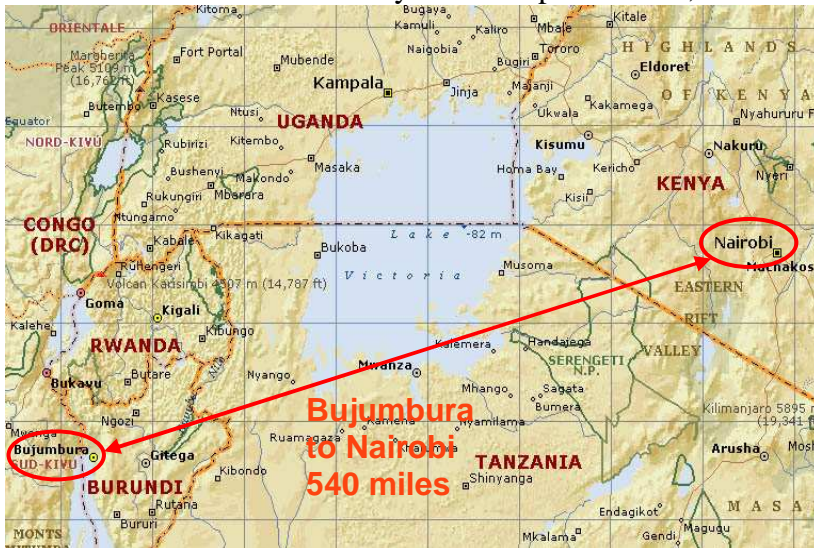 Kitoma
Bugaya
Kamuli
Kaliro
Mbale
Kitale
ORIENTALE
Margherita
Peak 5109 m
(16,762 ft)
Fort Portal
Mubende
Naigobia
Bugiri
Tororo
HIGHLANDS
Eldoret
Kampala
Jinja
Majanji
OF KENYA
Butembo
Kasese
Ntusi
Ukwala
Kakamega
Nyahururu F
Equator
UGANDA
NORD-KIVU
Rubirizi
Kitembo
Kisumu
Nakuru
Bushenyi
Makondo
Masaka
Homa Bay
Kericho
Nyeri
Rukungiri
Mbarara
Kisii
KENYA
CONGO
(DRC)
Ntungamo
Kabale
Kikagati
Lake -82 m
Nairobi
Bukoba
Machakos
Ruhengeri
Victoria
Musoma
Volcan Karisimbi 4507 m (14,787 ft)
EASTERN
Goma
Kigali
RIFT
Kalehe
Kibungo
Kalemera
Handajega
VALLEY
RWANDA
SERENGETI
N.P.
Bukavu
Butare
Nyango
Mwanza
Mhango
Sagata
Bumera
Kilimanjaro 5895 m
(19,341
Ngozi
Bujumbura
to Nairobi
540 miles
Nyamilama
Mwenga
Ruamagaza
Bujumbura
SUD-KIVU
Gitega
Kibondo
TANZANIA
Shinyanga
Arusha
Mosh
BURUNDI
Rutana
Bururi
Endagikot
Magugu
MASA
MONTS
Mkalama
Gendi